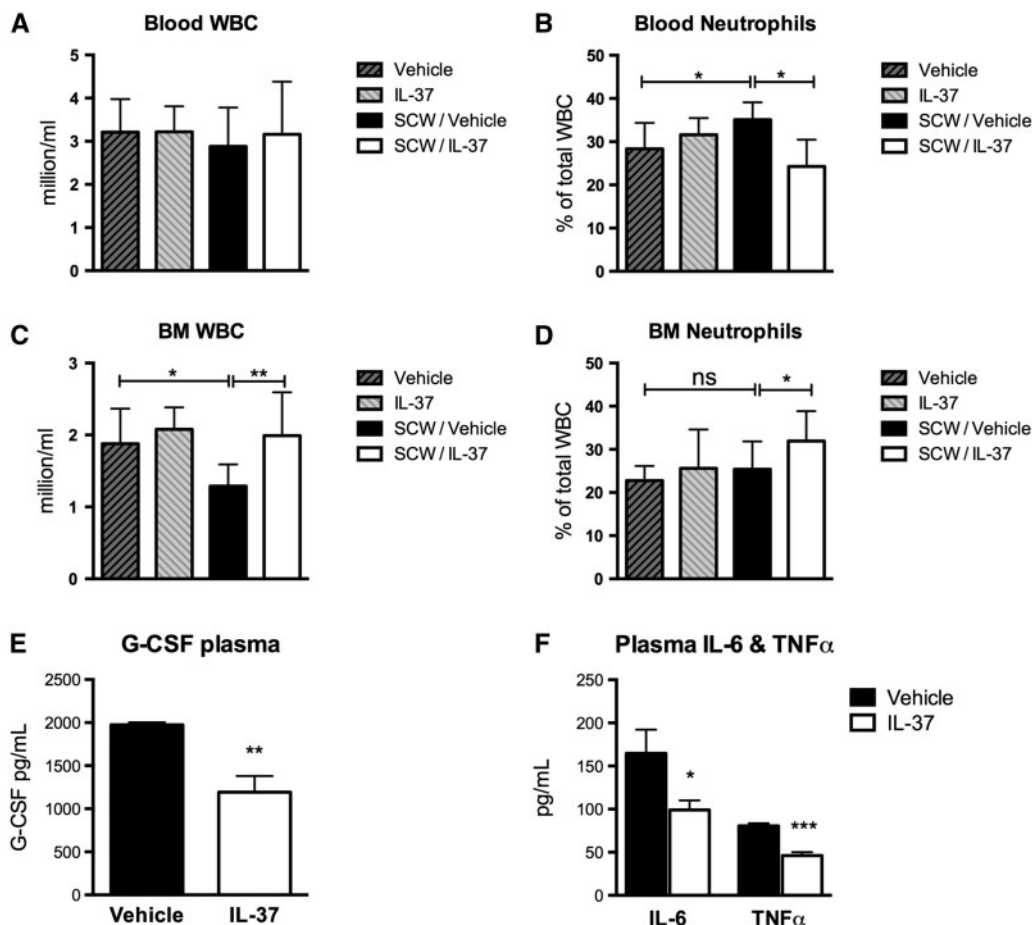 A
Blood WBC
million/ml
5
4
3
2
1
0
Vehicle
IL-37
SCW / Vehicle
SCW / IL-37
B
Blood Neutrophils
% of total WBC
50
40
30
20
10
0
*
*
Vehicle
IL-37
SCW / Vehicle
SCW / IL-37
C
BM WBC
million/ml
3
2
1
0
*
**
Vehicle
IL-37
SCW / Vehicle
SCW / IL-37
D
BM Neutrophils
% of total WBC
50
40
30
20
10
0
ns
*
Vehicle
IL-37
SCW / Vehicle
SCW / IL-37
E
G-CSF plasma
G-CSF pg/mL
2500
2000
1500
1000
500
0
**
Vehicle IL-37
F
Plasma IL-6 & TNFα
pg/mL
250
200
150
100
50
0
*
***
IL-6 TNFα
Vehicle
IL-37